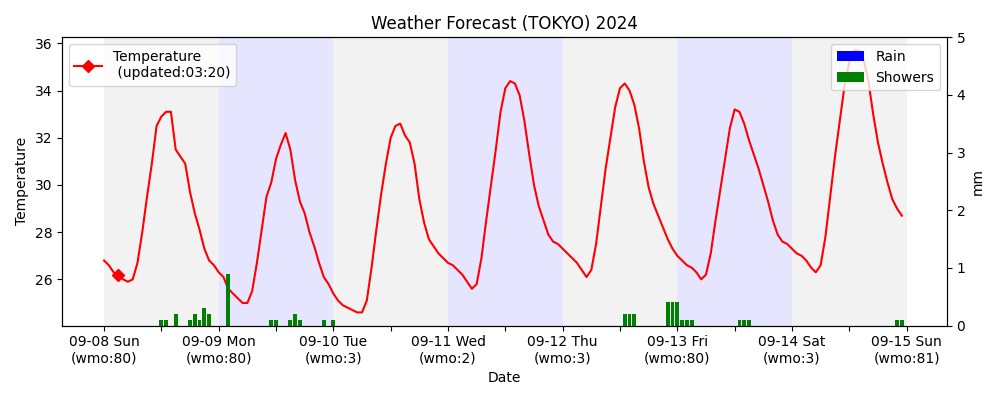 Weather Forecast (TOKYO) 2024
Temperature
(updated:03:20)
Rain
Showers
Temperature
36
34
32
30
28
26
5
4
3
2
1
0
mm
09-08 Sun
(wmo:80)
09-09 Mon
(wmo:80)
09-10 Tue
(wmo:3)
09-11 Wed
(wmo:2)
09-12 Thu
(wmo:3)
09-13 Fri
(wmo:80)
09-14 Sat
(wmo:3)
09-15 Sun
(wmo:81)
Date